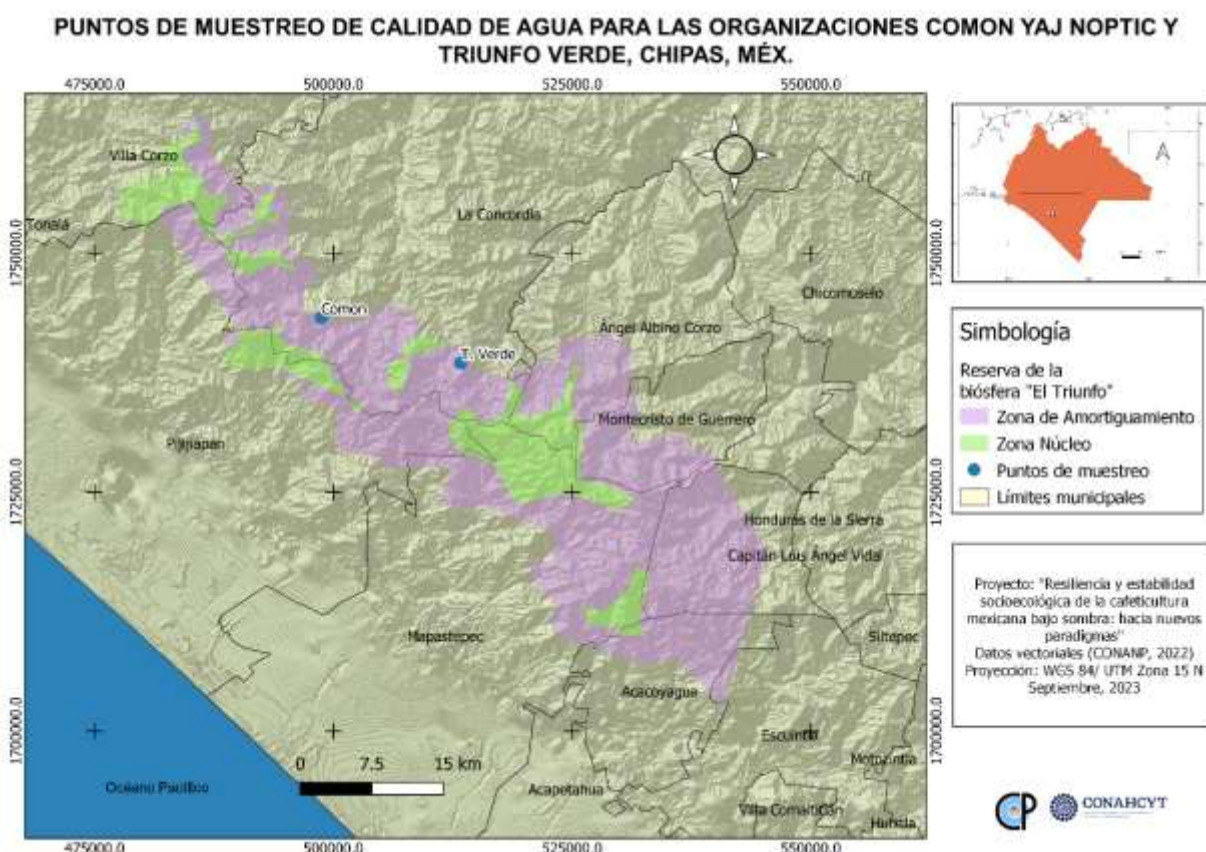 PUNTOS DE MUESTREO DE CALIDAD DE AGUA PARA LAS ORGANIZACIONES COMON YAJ NOPTIC Y
TRIUNFO VERDE, CHIPAS, MÉX.
475000.0 500000.0 525000.0 550000.0
Villa Corzo
Tonalá
La Concordia
1750000.0 1750000.0
Chicomuselo
Comon
Ángel Albino Corzo
T. Verde
Montecristo de Guerrero
Pijijiapan
1725000.0 1725000.0
Honduras de la Sierra
Capitán Luis Ángel Vidal
Mapastepec
Siltepec
Acacoyagua
1700000.0 1700000.0
Escuintla
Motozintla
0 7.5 15 km
Océano Pacífico
Acapetahua
Villa Comaltitlán
Huixtla
475000.0 500000.0 525000.0 550000.0
A
Simbología
Reserva de la
biósfera "El Triunfo"
Zona de Amortiguamiento
Zona Núcleo
Puntos de muestreo
Límites municipales
Proyecto: "Resiliencia y estabilidad
socioecológica de la cafeticultura
mexicana bajo sombra: hacia nuevos
paradigmas"
Datos vectoriales (CONANP, 2022)
Proyección: WGS 84/ UTM Zona 15 N
Septiembre, 2023
CP
CONAHCYT